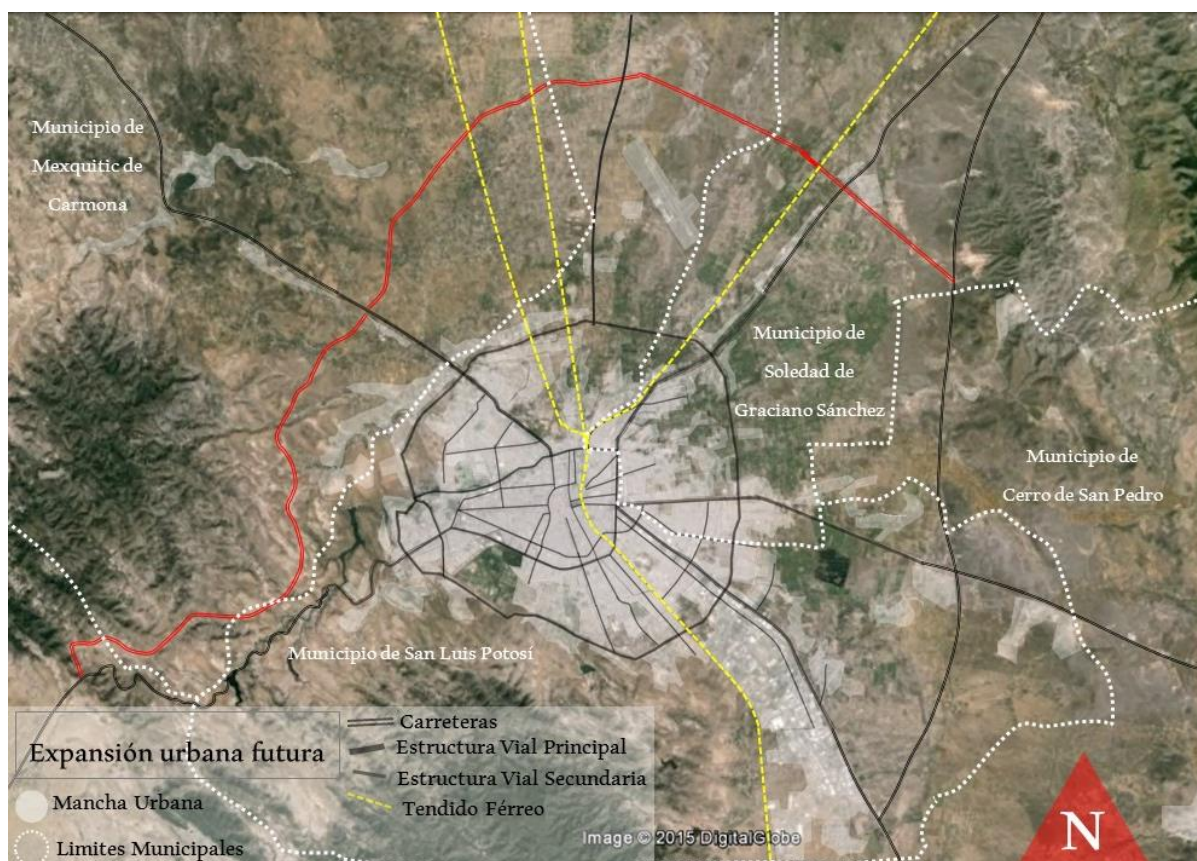 Municipio de
Mexquitic de
Carmona
Municipio de
Soledad de
Graciano Sánchez
Municipio de
Cerro de San Pedro
Municipio de San Luis Potosí
Expansión urbana futura
Mancha Urbana
Limites Municipales
Carreteras
Estructura Vial Principal
Estructura Vial Secundaria
Tendido Férreo
Image © 2015 DigitalGlobe
N